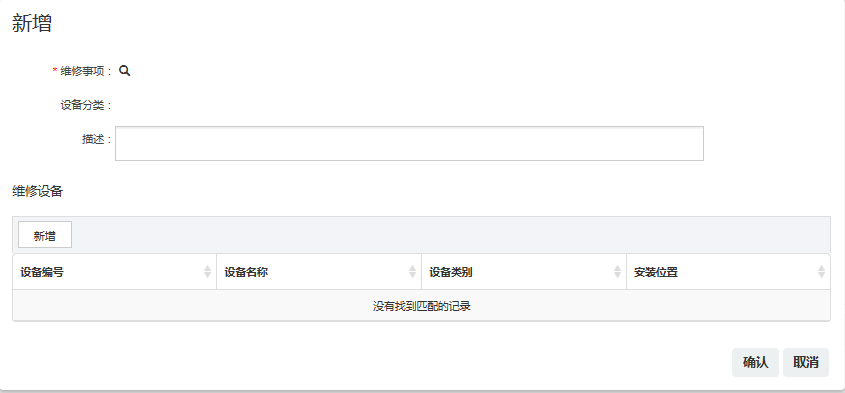 新增
* 维修事项：
设备分类：
描述：
维修设备
新增
设备编号 设备名称 设备类别 安装位置
没有找到匹配的记录
确认 取消